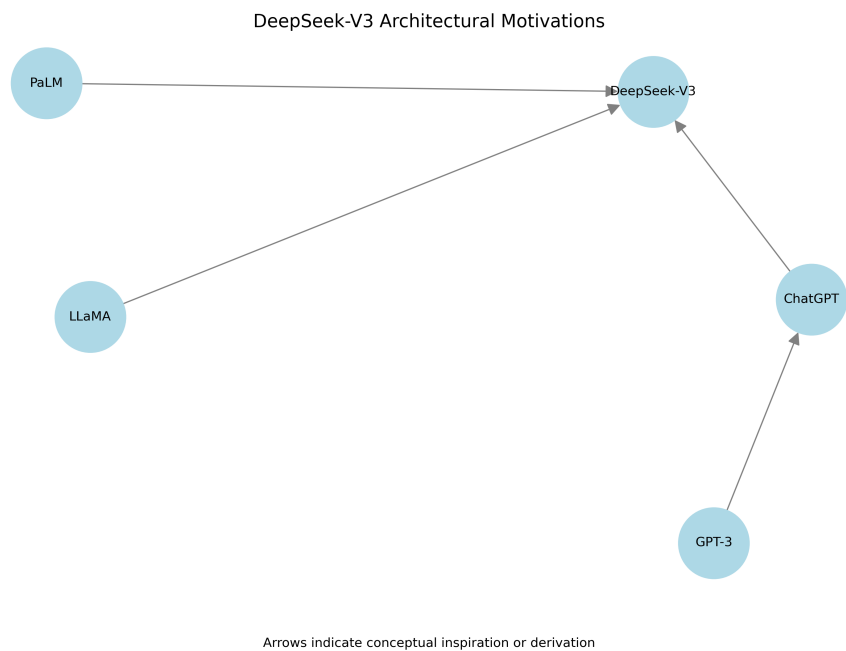 DeepSeek-V3 Architectural Motivations
PaLM
DeepSeek-V3
ChatGPT
LLaMA
GPT-3
Arrows indicate conceptual inspiration or derivation